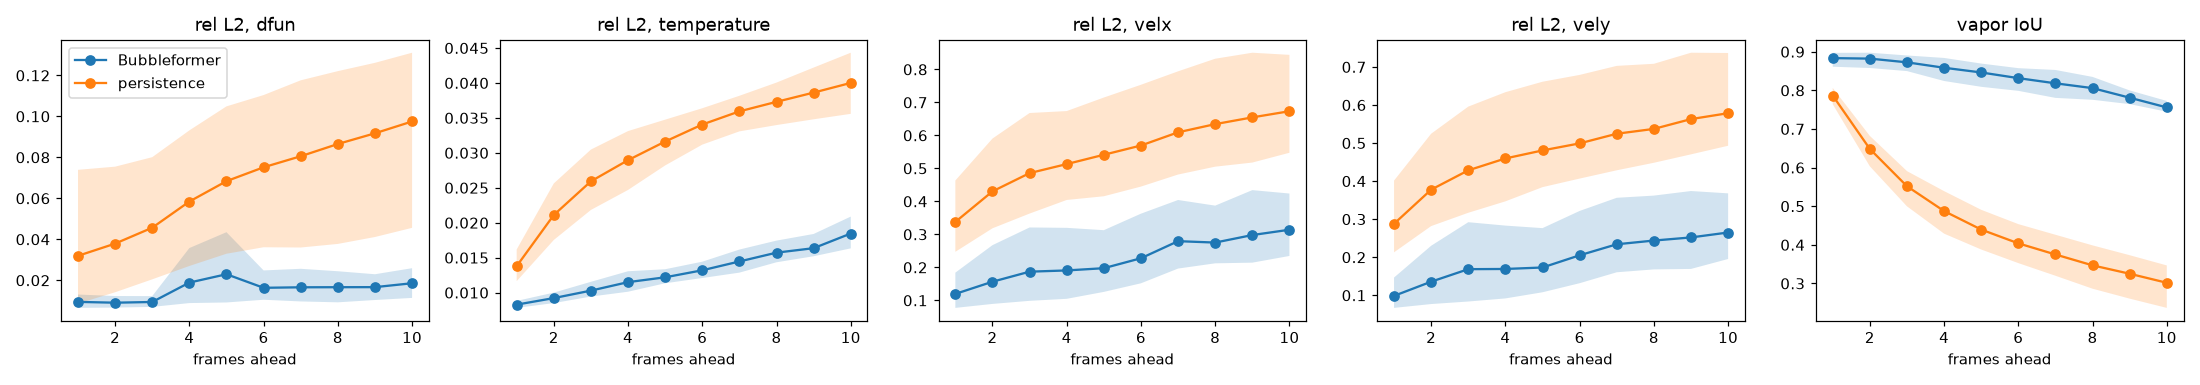 rel L2, dfun
Bubbleformer
persistence
0.12
0.10
0.08
0.06
0.04
0.02
2 4 6 8 10
frames ahead
rel L2, temperature
0.045
0.040
0.035
0.030
0.025
0.020
0.015
0.010
2 4 6 8 10
frames ahead
rel L2, velx
0.8
0.7
0.6
0.5
0.4
0.3
0.2
0.1
2 4 6 8 10
frames ahead
rel L2, vely
0.7
0.6
0.5
0.4
0.3
0.2
0.1
2 4 6 8 10
frames ahead
vapor IoU
0.9
0.8
0.7
0.6
0.5
0.4
0.3
2 4 6 8 10
frames ahead